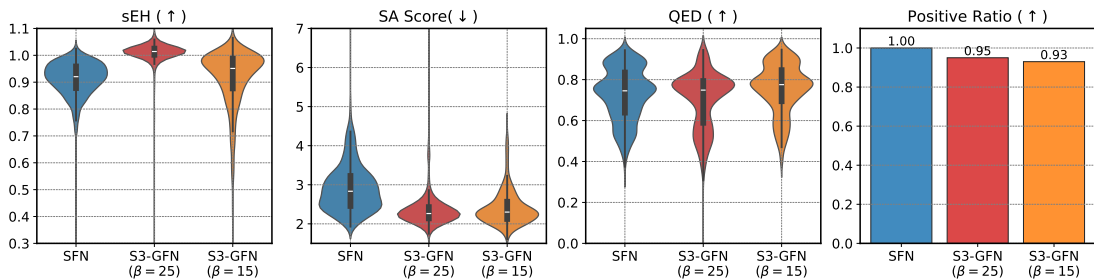 sEH (↑)
1.1
1.0
0.9
0.8
0.7
0.6
0.5
0.4
0.3
SFN
S3-GFN
(β = 25)
S3-GFN
(β = 15)
SA Score(↓)
7
6
5
4
3
2
SFN
S3-GFN
(β = 25)
S3-GFN
(β = 15)
QED (↑)
1.0
0.8
0.6
0.4
0.2
0.0
SFN
S3-GFN
(β = 25)
S3-GFN
(β = 15)
Positive Ratio (↑)
1.0
0.8
0.6
0.4
0.2
0.0
1.00
0.95
0.93
SFN
S3-GFN
(β = 25)
S3-GFN
(β = 15)